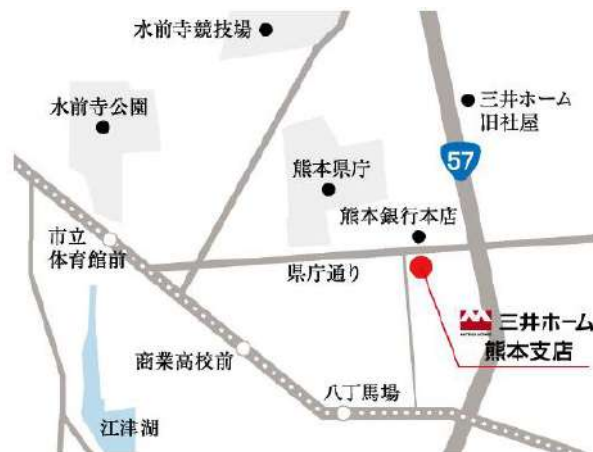 水前寺競技場
水前寺公園
三井ホーム
旧社屋
57
熊本県庁
熊本銀行本店
市立
体育館前
県庁通り
三井ホーム
熊本支店
商業高校前
八丁馬場
江津湖